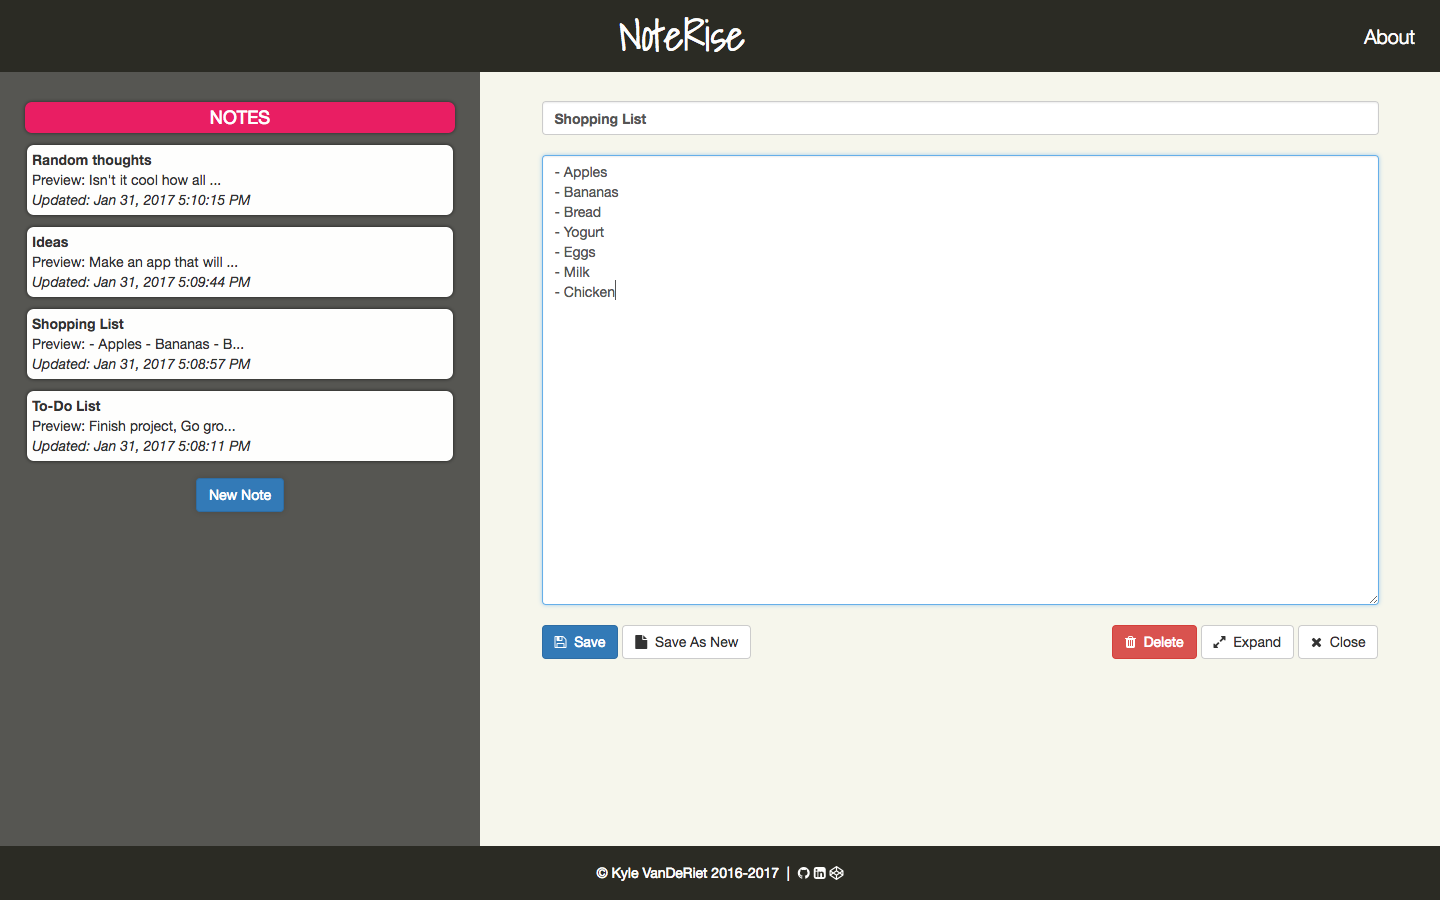 NoteRise
About
NOTES
Random thoughts
Preview: Isn't it cool how all ...
Updated: Jan 31, 2017 5:10:15 PM
Ideas
Preview: Make an app that will ...
Updated: Jan 31, 2017 5:09:44 PM
Shopping List
Preview: - Apples - Bananas - B...
Updated: Jan 31, 2017 5:08:57 PM
To-Do List
Preview: Finish project, Go gro...
Updated: Jan 31, 2017 5:08:11 PM
New Note
Shopping List
- Apples
- Bananas
- Bread
- Yogurt
- Eggs
- Milk
- Chicken
Save
Save As New
Delete
Expand
Close
© Kyle VanDeRiet 2016-2017 |